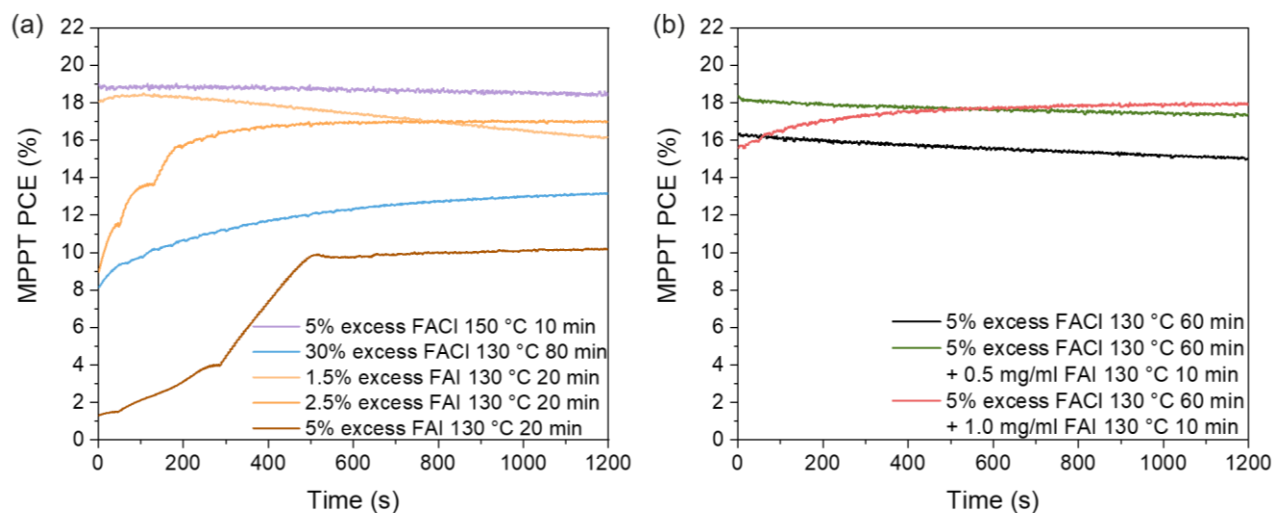 (a)
22
20
18
16
14
12
10
8
6
4
2
0
MPPT PCE (%)
5% excess FACl 150 °C 10 min
30% excess FACl 130 °C 80 min
1.5% excess FAI 130 °C 20 min
2.5% excess FAI 130 °C 20 min
5% excess FAI 130 °C 20 min
0 200 400 600 800 1000 1200
Time (s)
(b)
22
20
18
16
14
12
10
8
6
4
2
0
MPPT PCE (%)
5% excess FACl 130 °C 60 min
5% excess FACl 130 °C 60 min
+ 0.5 mg/ml FAI 130 °C 10 min
5% excess FACl 130 °C 60 min
+ 1.0 mg/ml FAI 130 °C 10 min
0 200 400 600 800 1000 1200
Time (s)